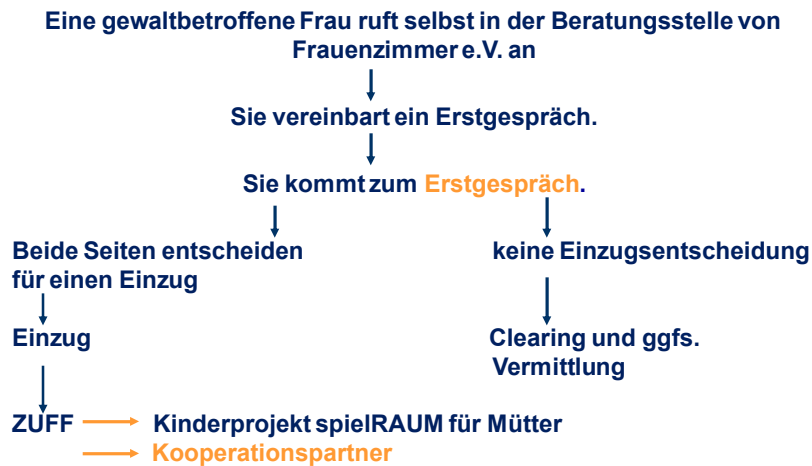 Eine gewaltbetroffene Frau ruft selbst in der Beratungsstelle von
Frauenzimmer e.V. an
Sie vereinbart ein Erstgespräch.
Sie kommt zum Erstgespräch.
Beide Seiten entscheiden
für einen Einzug
Einzug
ZUFF
Kinderprojekt spielRAUM für Mütter
Kooperationspartner
keine Einzugsentscheidung
Clearing und ggfs.
Vermittlung